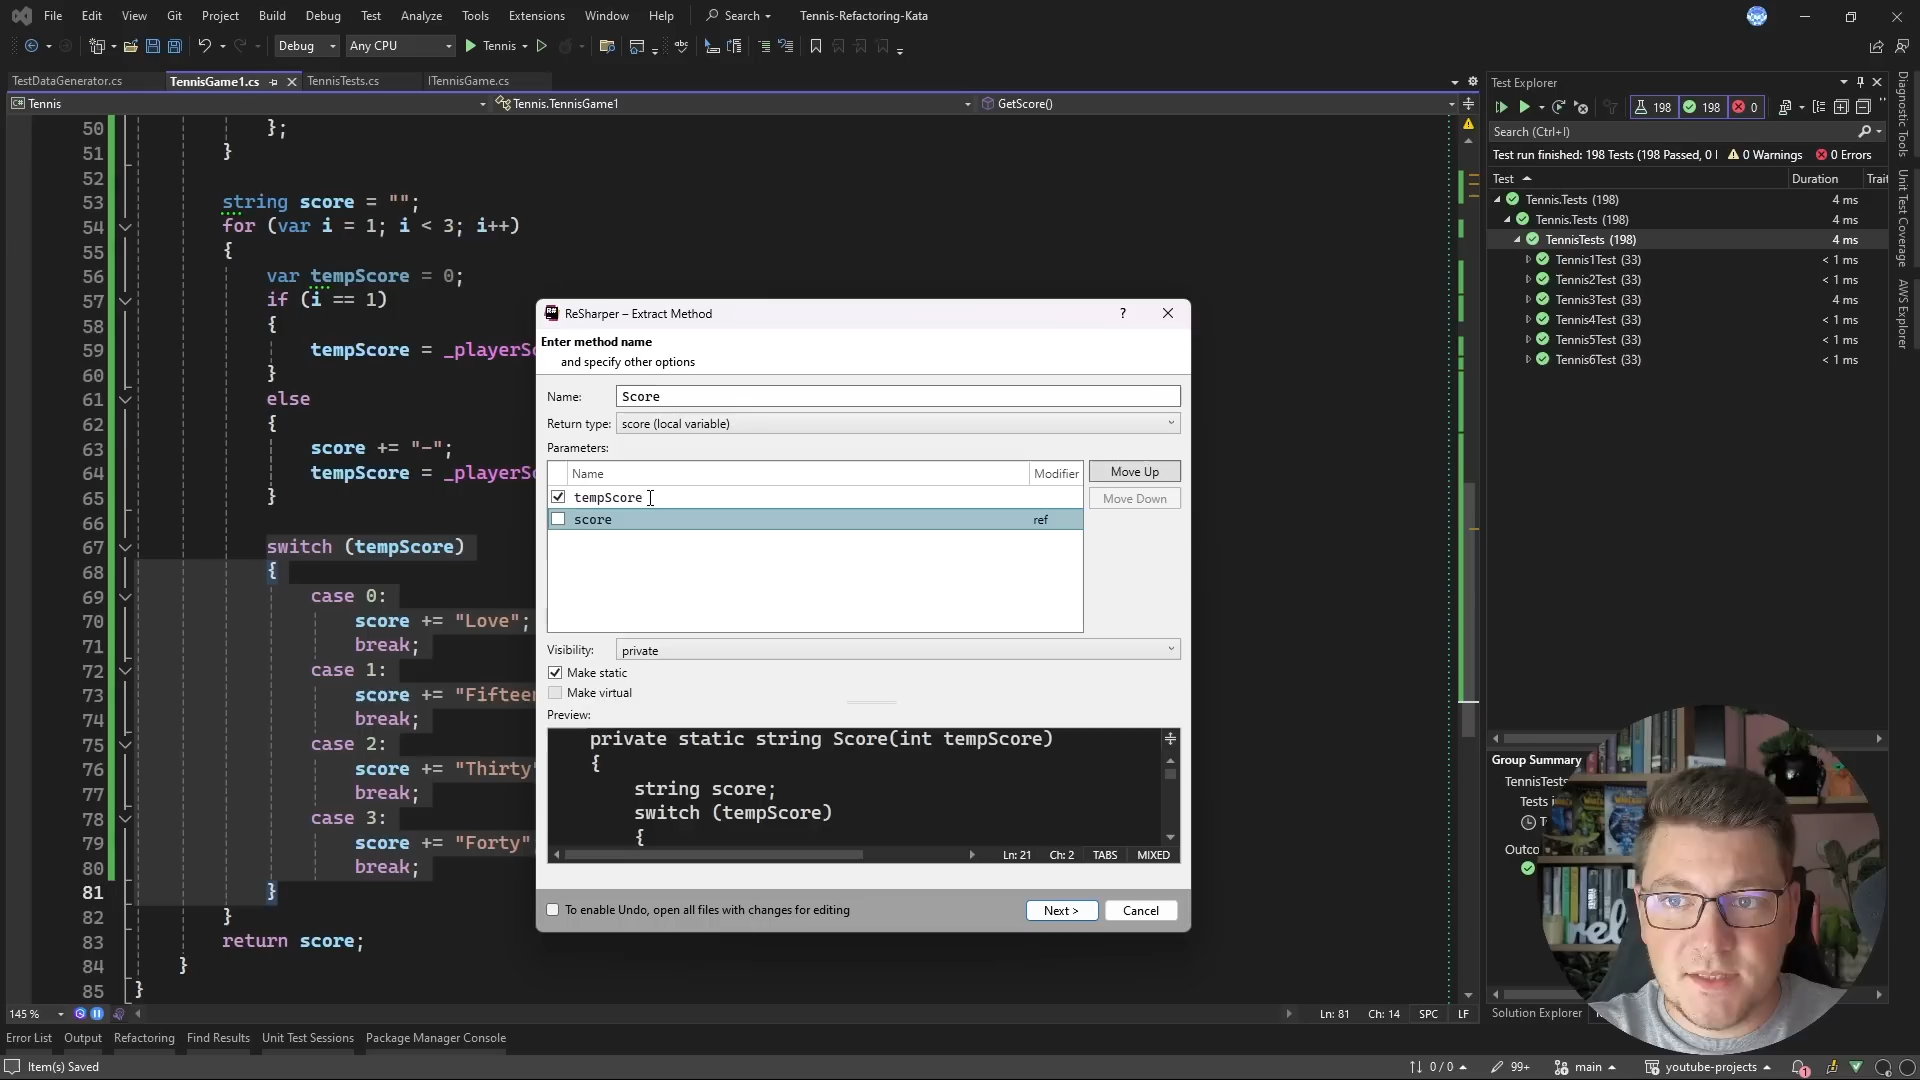 File Edit View Git Project Build Debug Test Analyze Tools Extensions Window Help Search Tennis-Refactoring-Kata
Debug Any CPU Tennis
TestDataGenerator.cs TennisGame1.cs TennisTests.cs ITennisGame.cs
Tennis Tennis.TennisGame1 GetScore()
50 };
51 }
52
53 string score = "";
54 for (var i = 1; i < 3; i++)
55 {
56 var tempScore = 0;
57 if (i == 1)
58 {
59 tempScore = _playerSc
60 }
61 else
62 {
63 score += "-";
64 tempScore = _playerSc
65 }
66
67 switch (tempScore)
68 {
69 case 0:
70 score += "Love";
71 break;
72 case 1:
73 score += "Fifteen
74 break;
75 case 2:
76 score += "Thirty"
77 break;
78 case 3:
79 score += "Forty"
80 break;
81 }
82 }
83 return score;
84 }
85 }
ReSharper – Extract Method ?
Enter method name
and specify other options
Name: Score
Return type: score (local variable)
Parameters:
Name Modifier
tempScore
score ref
Move Up
Move Down
Visibility: private
Make static
Make virtual
Preview:
private static string Score(int tempScore)
{
string score;
switch (tempScore)
{
Ln: 21 Ch: 2 TABS MIXED
To enable Undo, open all files with changes for editing
Next > Cancel
Test Explorer
198 198 0
Search (Ctrl+I)
Test run finished: 198 Tests (198 Passed, 0 0 Warnings 0 Errors
Test Duration Trait
Tennis.Tests (198) 4 ms
Tennis.Tests (198) 4 ms
TennisTests (198) 4 ms
Tennis1Test (33) < 1 ms
Tennis2Test (33) < 1 ms
Tennis3Test (33) 4 ms
Tennis4Test (33) < 1 ms
Tennis5Test (33) < 1 ms
Tennis6Test (33) < 1 ms
Group Summary
TennisTests
Tests i
T
Outco
Solution Explorer
Diagnostic Tools
Unit Test Coverage
AWS Explorer
145 % Ln: 81 Ch: 14 SPC LF
Error List Output Refactoring Find Results Unit Test Sessions Package Manager Console
Item(s) Saved 0 / 0 99+ main youtube-projects 1